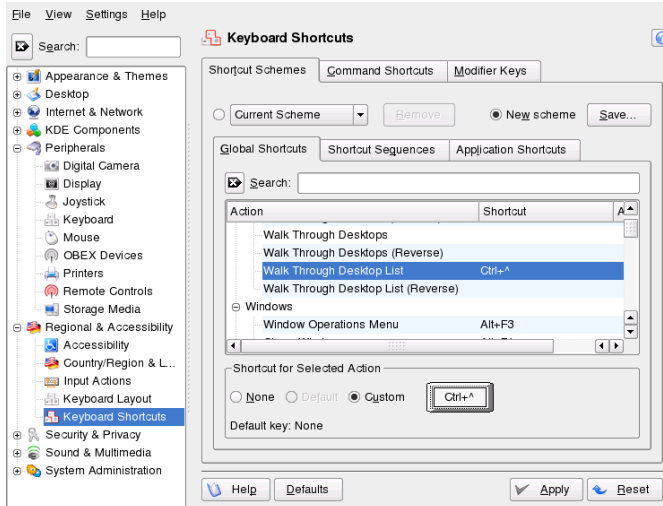 File View Settings Help
Search:
Appearance & Themes
Desktop
Internet & Network
KDE Components
Peripherals
Digital Camera
Display
Joystick
Keyboard
Mouse
OBEX Devices
Printers
Remote Controls
Storage Media
Regional & Accessibility
Accessibility
Country/Region & L...
Input Actions
Keyboard Layout
Keyboard Shortcuts
Security & Privacy
Sound & Multimedia
System Administration
Keyboard Shortcuts
Shortcut Schemes Command Shortcuts Modifier Keys
Current Scheme Remove New scheme Save...
Global Shortcuts Shortcut Sequences Application Shortcuts
Search:
Action Shortcut A
Walk Through Desktops
Walk Through Desktops (Reverse)
Walk Through Desktop List Ctrl+^
Walk Through Desktop List (Reverse)
Windows
Window Operations Menu Alt+F3
Shortcut for Selected Action
None Default Custom Ctrl+^
Default key: None
Help Defaults Apply Reset